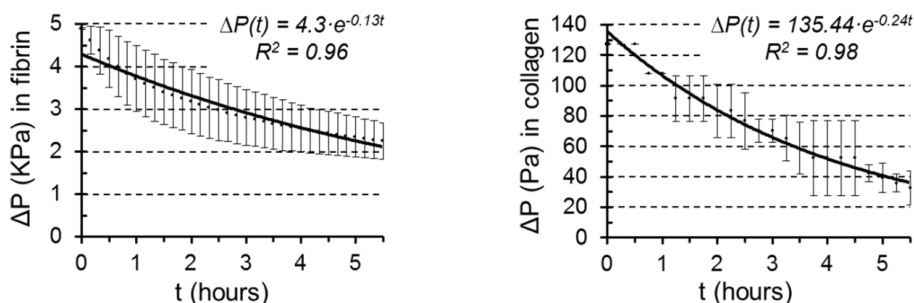 ΔP(t) = 4.3·e^-0.13t
R² = 0.96
ΔP (KPa) in fibrin
5
4
3
2
1
0
0 1 2 3 4 5
t (hours)
ΔP(t) = 135.44·e^-0.24t
R² = 0.98
ΔP (Pa) in collagen
140
120
100
80
60
40
20
0
0 1 2 3 4 5
t (hours)